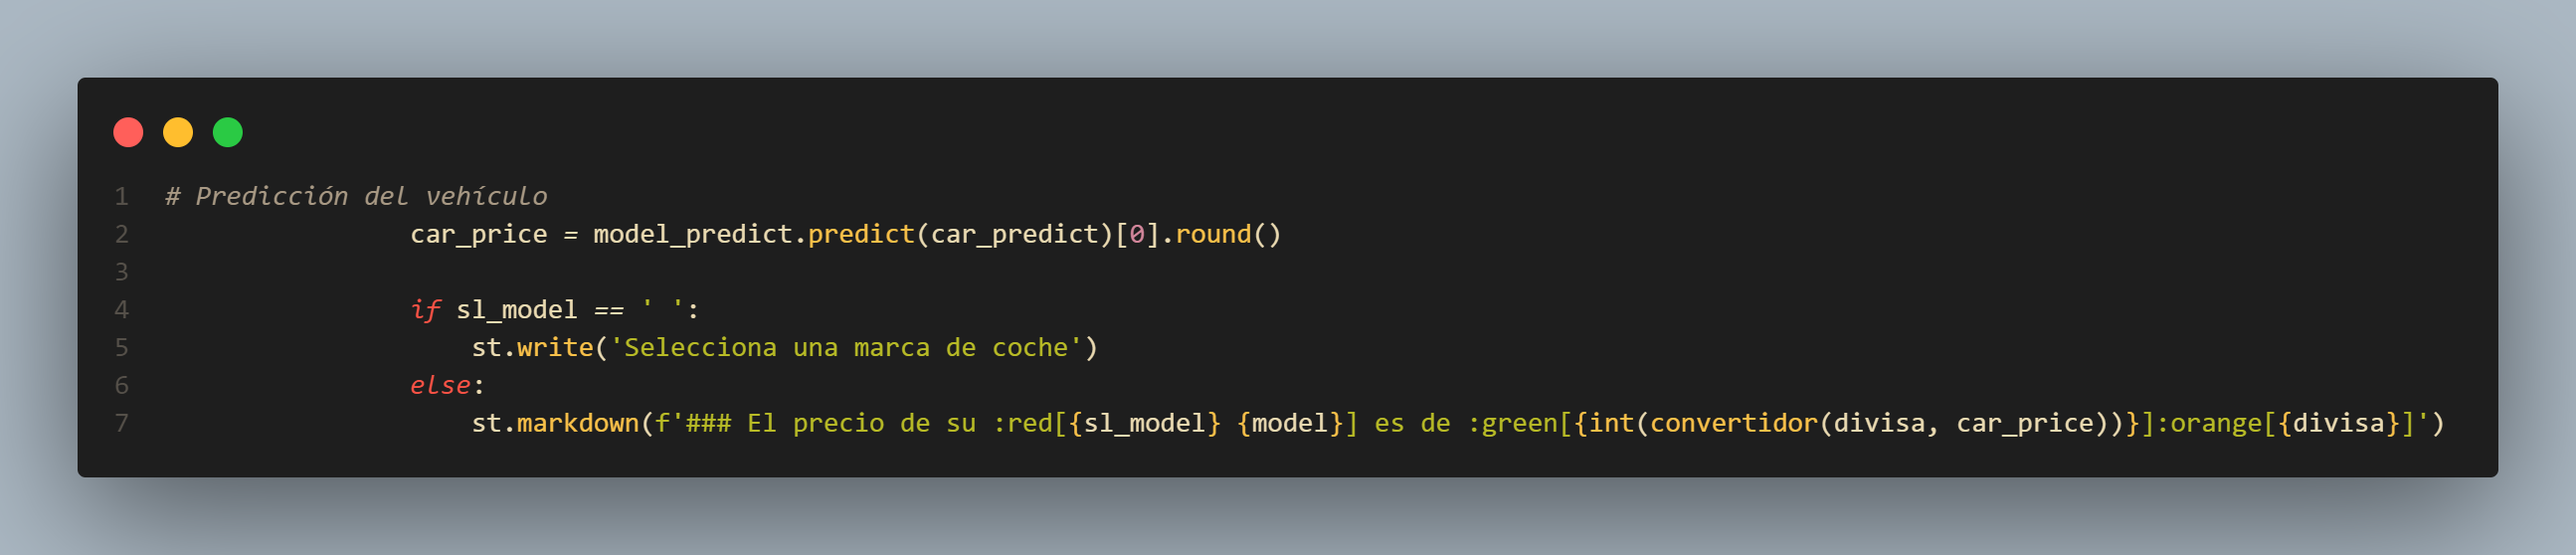 1 # Predicción del vehículo
2                 car_price = model_predict.predict(car_predict)[0].round()
3
4                 if sl_model == ' ':
5                     st.write('Selecciona una marca de coche')
6                 else:
7                     st.markdown(f'### El precio de su :red[{sl_model} {model}] es de :green[{int(convertidor(divisa, car_price))}]:orange[{divisa}]')